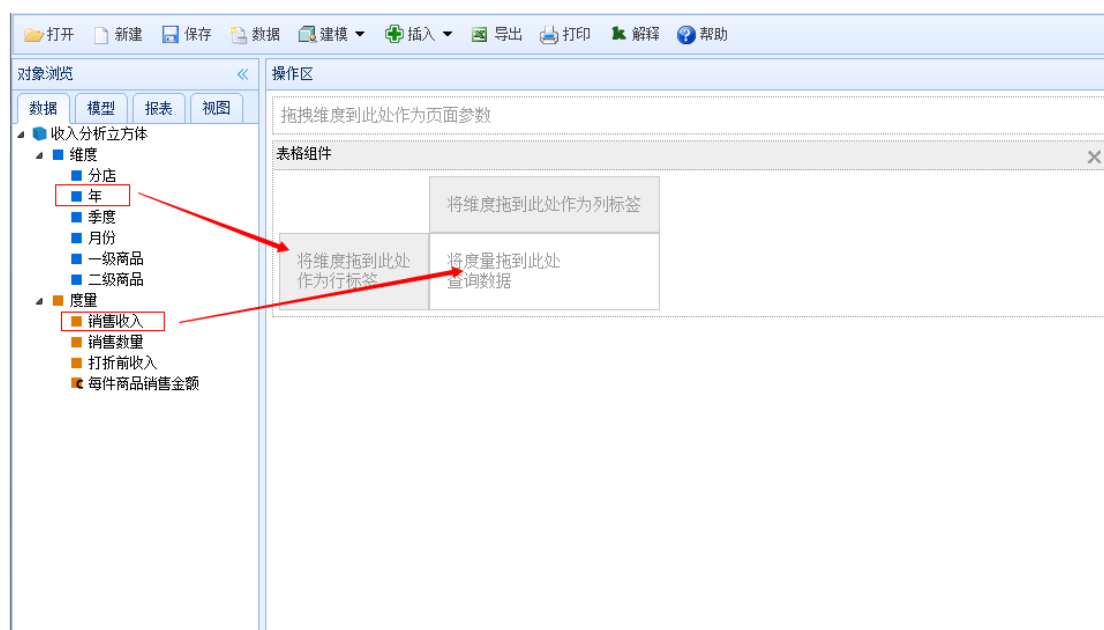 打开 新建 保存 数据 建模 插入 导出 打印 解释 帮助
对象浏览
操作区
数据 模型 报表 视图
拖拽维度到此处作为页面参数
收入分析立方体
维度
分店
年
季度
月份
一级商品
二级商品
度量
销售收入
销售数量
打折前收入
每件商品销售金额
表格组件
将维度拖到此处作为列标签
将维度拖到此处
作为行标签
将度量拖到此处
查询数据